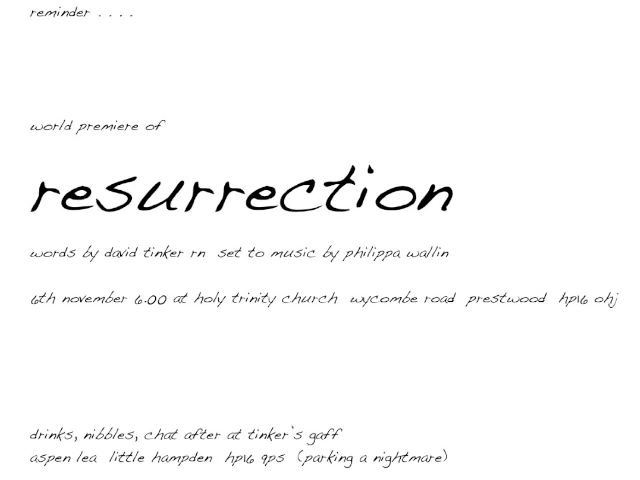 reminder . . . .
world premiere of
resurrection
words by david tinker rn set to music by philippa wallin
6th november 6.00 at holy trinity church wycombe road prestwood hp16 0hj
drinks, nibbles, chat after at tinker's gaff
aspen lea little hampden hp16 9ps (parking a nightmare)